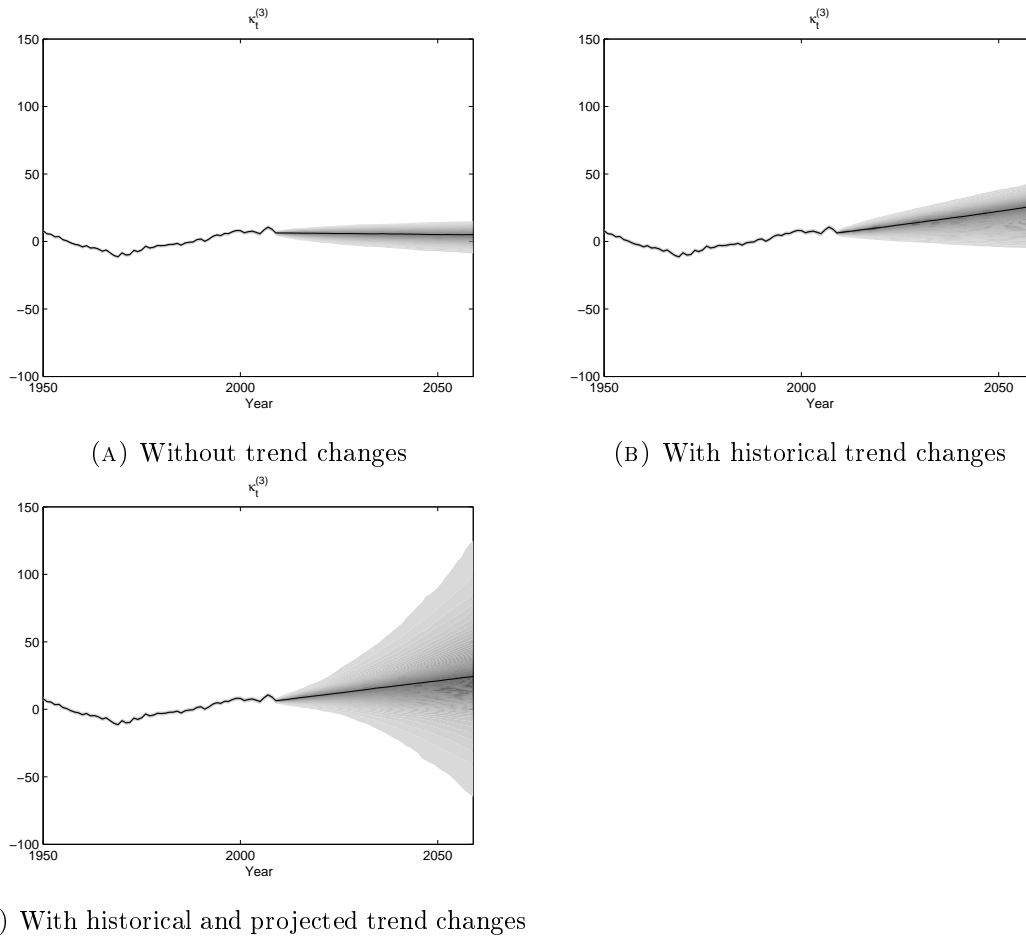 κt(3)
150
100
50
0
−50
−100
1950 2000 2050
Year
(A) Without trend changes
κt(3)
150
100
50
0
−50
−100
1950 2000 2050
Year
(B) With historical trend changes
κt(3)
150
100
50
0
−50
−100
1950 2000 2050
Year
) With historical and projected trend changes